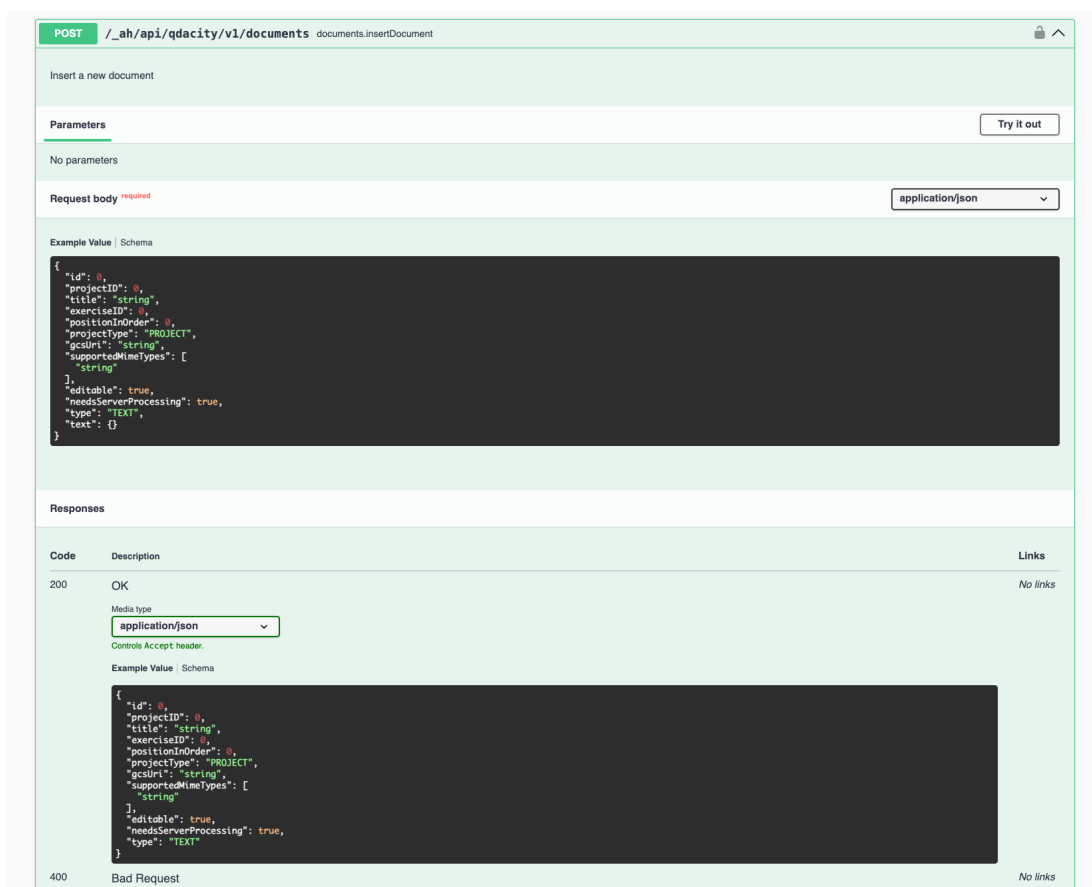 POST /_ah/api/qdacity/v1/documents documents.insertDocument
Insert a new document
Parameters Try it out
No parameters
Request body required application/json
Example Value | Schema
{
"id": 0,
"projectID": 0,
"title": "string",
"exerciseID": 0,
"positionInOrder": 0,
"projectType": "PROJECT",
"gcsUri": "string",
"supportedMimeTypes": [
"string"
],
"editable": true,
"needsServerProcessing": true,
"type": "TEXT",
"text": {}
}
Responses
Code Description Links
200 OK No links
Media type
application/json
Controls Accept header.
Example Value | Schema
{
"id": 0,
"projectID": 0,
"title": "string",
"exerciseID": 0,
"positionInOrder": 0,
"projectType": "PROJECT",
"gcsUri": "string",
"supportedMimeTypes": [
"string"
],
"editable": true,
"needsServerProcessing": true,
"type": "TEXT"
}
400 Bad Request No links